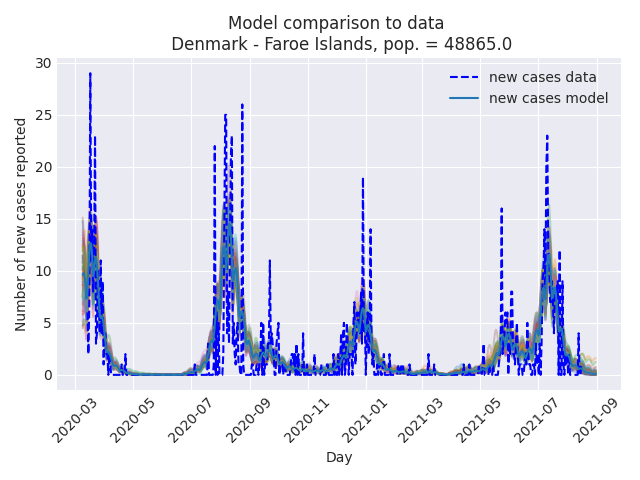 Model comparison to data
Denmark - Faroe Islands, pop. = 48865.0
Number of new cases reported
30
25
20
15
10
5
0
new cases data
new cases model
2020-03
2020-05
2020-07
2020-09
2020-11
2021-01
2021-03
2021-05
2021-07
2021-09
Day